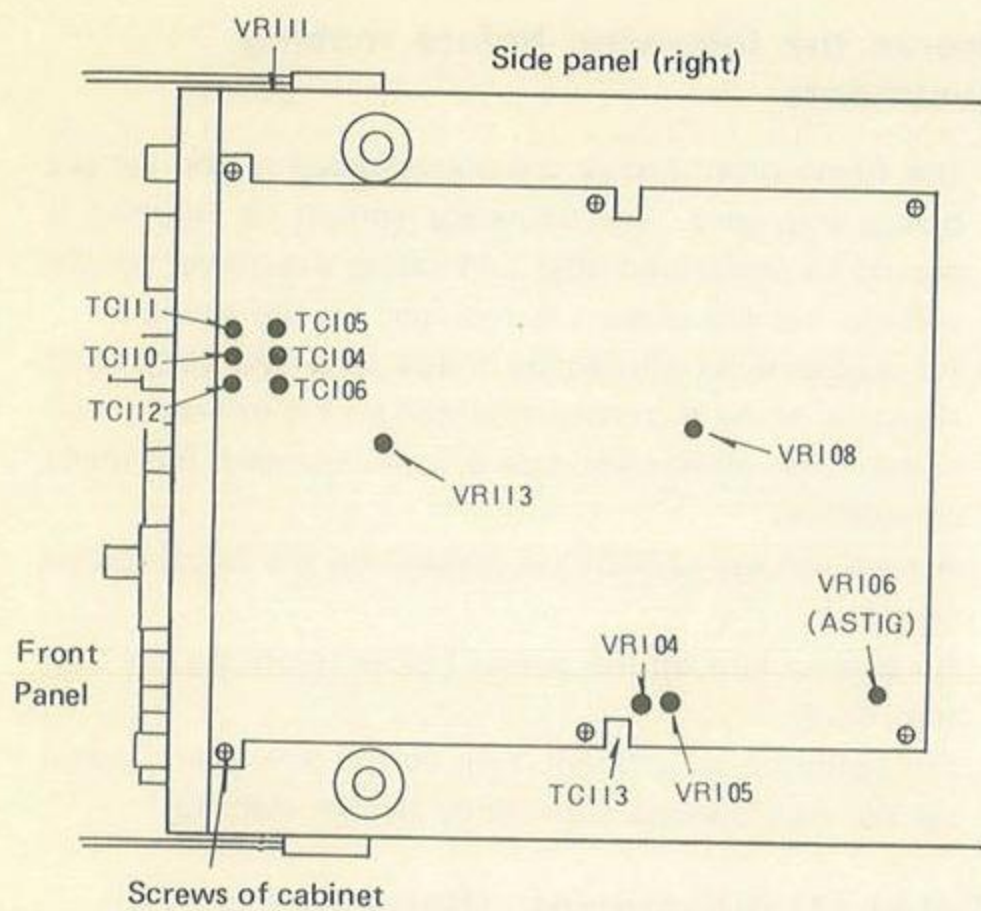 VR111
Side panel (right)
TC111
TC105
TC110
TC104
TC106
TC112
VR108
VR113
VR106
(ASTIG)
VR104
Front
Panel
TC113
VR105
Screws of cabinet